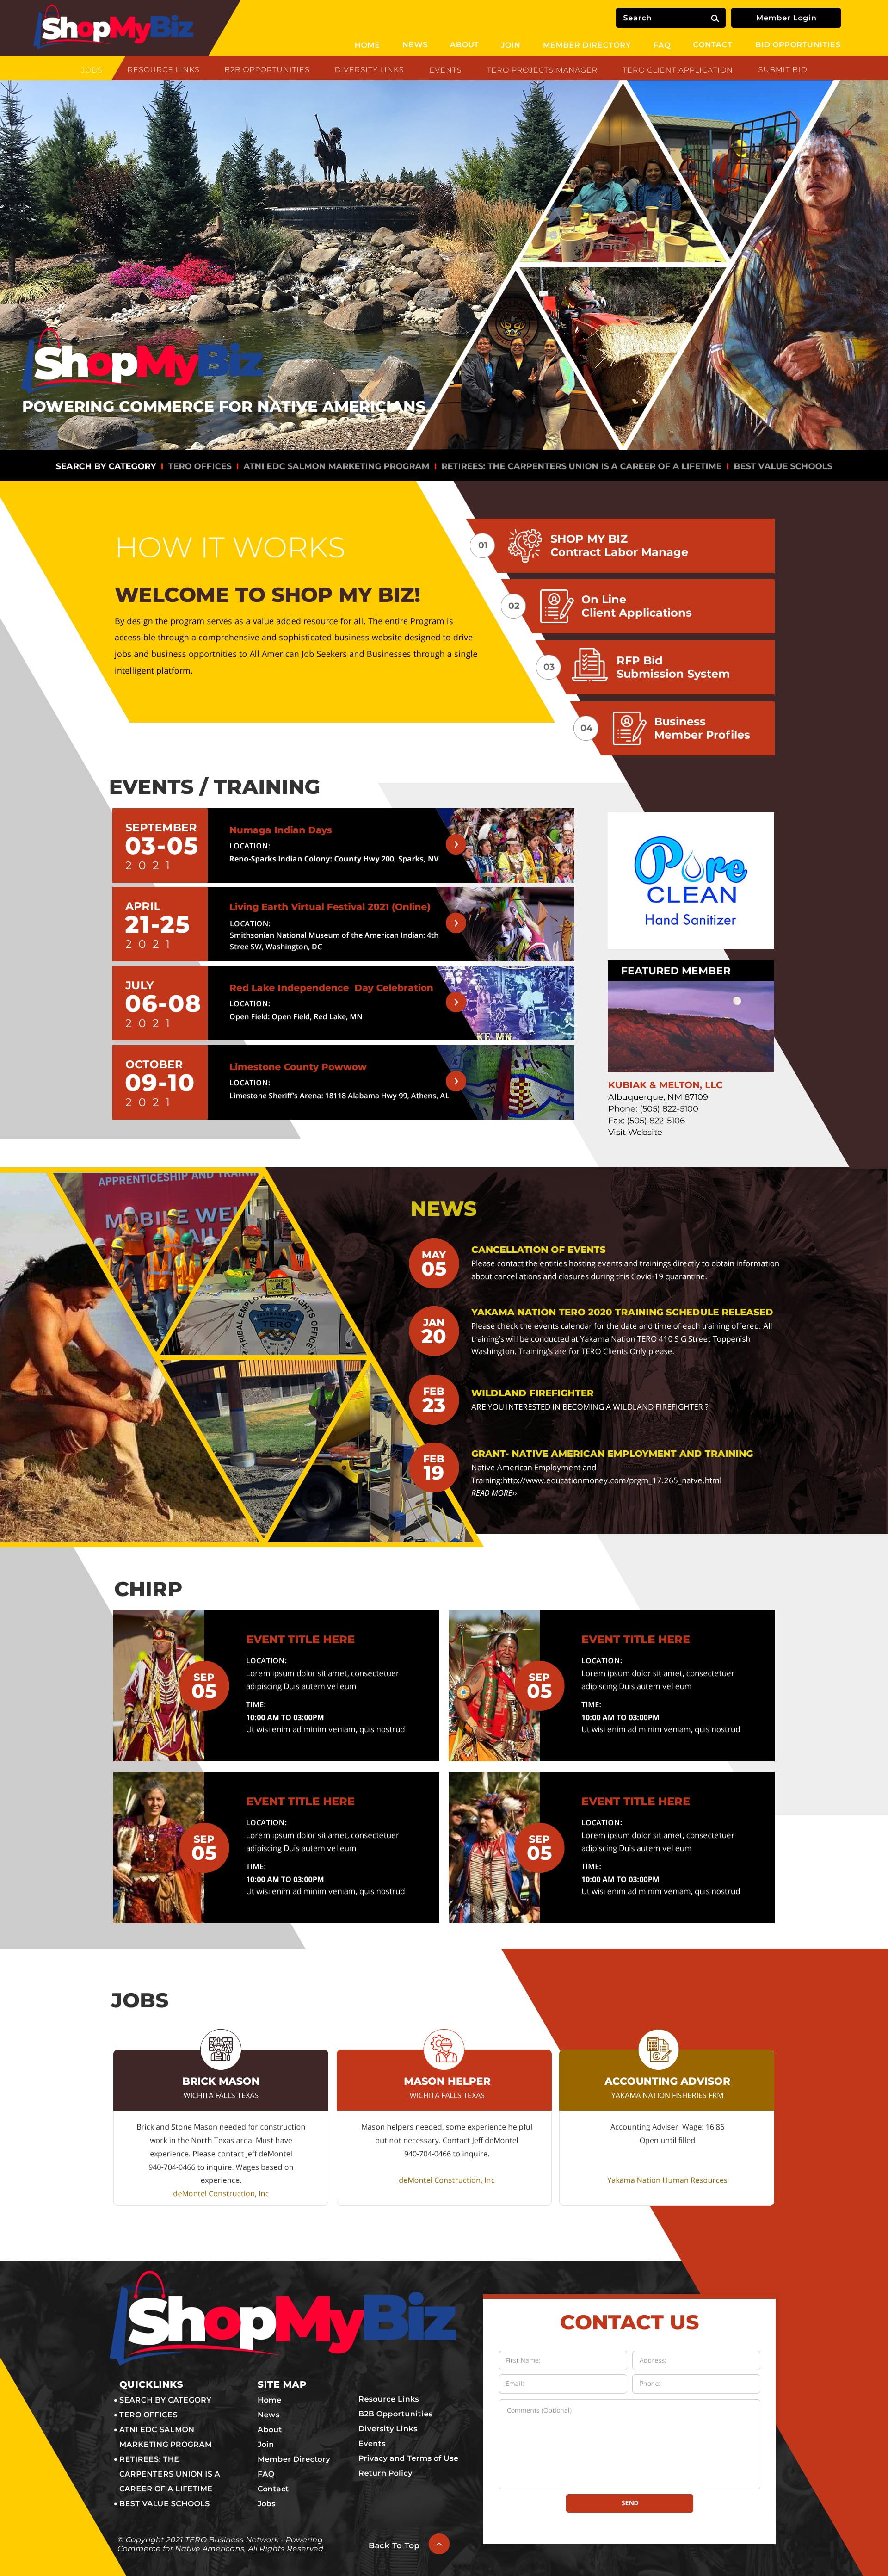 ShopMyBiz
Search
Member Login
HOME NEWS ABOUT JOIN MEMBER DIRECTORY FAQ CONTACT BID OPPORTUNITIES
JOBS RESOURCE LINKS B2B OPPORTUNITIES DIVERSITY LINKS EVENTS TERO PROJECTS MANAGER TERO CLIENT APPLICATION SUBMIT BID
ShopMyBiz
POWERING COMMERCE FOR NATIVE AMERICIANS
SEARCH BY CATEGORY | TERO OFFICES | ATNI EDC SALMON MARKETING PROGRAM | RETIREES: THE CARPENTERS UNION IS A CAREER OF A LIFETIME | BEST VALUE SCHOOLS
HOW IT WORKS
WELCOME TO SHOP MY BIZ!
By design the program serves as a value added resource for all. The entire Program is
accessible through a comprehensive and sophisticated business website designed to drive
jobs and business opportnities to All American Job Seekers and Businesses through a single
intelligent platform.
01
SHOP MY BIZ
Contract Labor Manage
02
On Line
Client Applications
03
RFP Bid
Submission System
04
Business
Member Profiles
EVENTS / TRAINING
SEPTEMBER
03-05
2021
Numaga Indian Days
LOCATION:
Reno-Sparks Indian Colony: County Hwy 200, Sparks, NV
APRIL
21-25
2021
Living Earth Virtual Festival 2021 (Online)
LOCATION:
Smithsonian National Museum of the American Indian: 4th
Stree SW, Washington, DC
JULY
06-08
2021
Red Lake Independence Day Celebration
LOCATION:
Open Field: Open Field, Red Lake, MN
KE MN
OCTOBER
09-10
2021
Limestone County Powwow
LOCATION:
Limestone Sheriff's Arena: 18118 Alabama Hwy 99, Athens, AL
Pure
CLEAN
Hand Sanitizer
FEATURED MEMBER
KUBIAK & MELTON, LLC
Albuquerque, NM 87109
Phone: (505) 822-5100
Fax: (505) 822-5106
Visit Website
APPRENTICESHIP AND
MOBILE
TERO
NEWS
MAY
05
CANCELLATION OF EVENTS
Please contact the entities hosting events and trainings directly to obtain information
about cancellations and closures during this Covid-19 quarantine.
JAN
20
YAKAMA NATION TERO 2020 TRAINING SCHEDULE RELEASED
Please check the events calendar for the date and time of each training offered. All
training's will be conducted at Yakama Nation TERO 410 S G Street Toppenish
Washington. Training's are for TERO Clients Only please.
FEB
23
WILDLAND FIREFIGHTER
ARE YOU INTERESTED IN BECOMING A WILDLAND FIREFIGHTER ?
FEB
19
GRANT- NATIVE AMERICAN EMPLOYMENT AND TRAINING
Native American Employment and
Training:http://www.educationmoney.com/prgm_17.265_natve.html
READ MORE››
CHIRP
SEP
05
EVENT TITLE HERE
LOCATION:
Lorem ipsum dolor sit amet, consectetuer
adipiscing Duis autem vel eum
TIME:
10:00 AM TO 03:00PM
Ut wisi enim ad minim veniam, quis nostrud
SEP
05
EVENT TITLE HERE
LOCATION:
Lorem ipsum dolor sit amet, consectetuer
adipiscing Duis autem vel eum
TIME:
10:00 AM TO 03:00PM
Ut wisi enim ad minim veniam, quis nostrud
SEP
05
EVENT TITLE HERE
LOCATION:
Lorem ipsum dolor sit amet, consectetuer
adipiscing Duis autem vel eum
TIME:
10:00 AM TO 03:00PM
Ut wisi enim ad minim veniam, quis nostrud
SEP
05
EVENT TITLE HERE
LOCATION:
Lorem ipsum dolor sit amet, consectetuer
adipiscing Duis autem vel eum
TIME:
10:00 AM TO 03:00PM
Ut wisi enim ad minim veniam, quis nostrud
JOBS
BRICK MASON
WICHITA FALLS TEXAS
Brick and Stone Mason needed for construction
work in the North Texas area. Must have
experience. Please contact Jeff deMontel
940-704-0466 to inquire. Wages based on
experience.
deMontel Construction, Inc
MASON HELPER
WICHITA FALLS TEXAS
Mason helpers needed, some experience helpful
but not necessary. Contact Jeff deMontel
940-704-0466 to inquire.
deMontel Construction, Inc
ACCOUNTING ADVISOR
YAKAMA NATION FISHERIES FRM
Accounting Adviser Wage: 16.86
Open until filled
Yakama Nation Human Resources
ShopMyBiz
QUICKLINKS
• SEARCH BY CATEGORY
• TERO OFFICES
• ATNI EDC SALMON
MARKETING PROGRAM
• RETIREES: THE
CARPENTERS UNION IS A
CAREER OF A LIFETIME
• BEST VALUE SCHOOLS
SITE MAP
Home
News
About
Join
Member Directory
FAQ
Contact
Jobs
Resource Links
B2B Opportunities
Diversity Links
Events
Privacy and Terms of Use
Return Policy
© Copyright 2021 TERO Business Network - Powering
Commerce for Native Americans, All Rights Reserved.
Back To Top
CONTACT US
First Name:
Address:
Email:
Phone:
Comments (Optional)
SEND